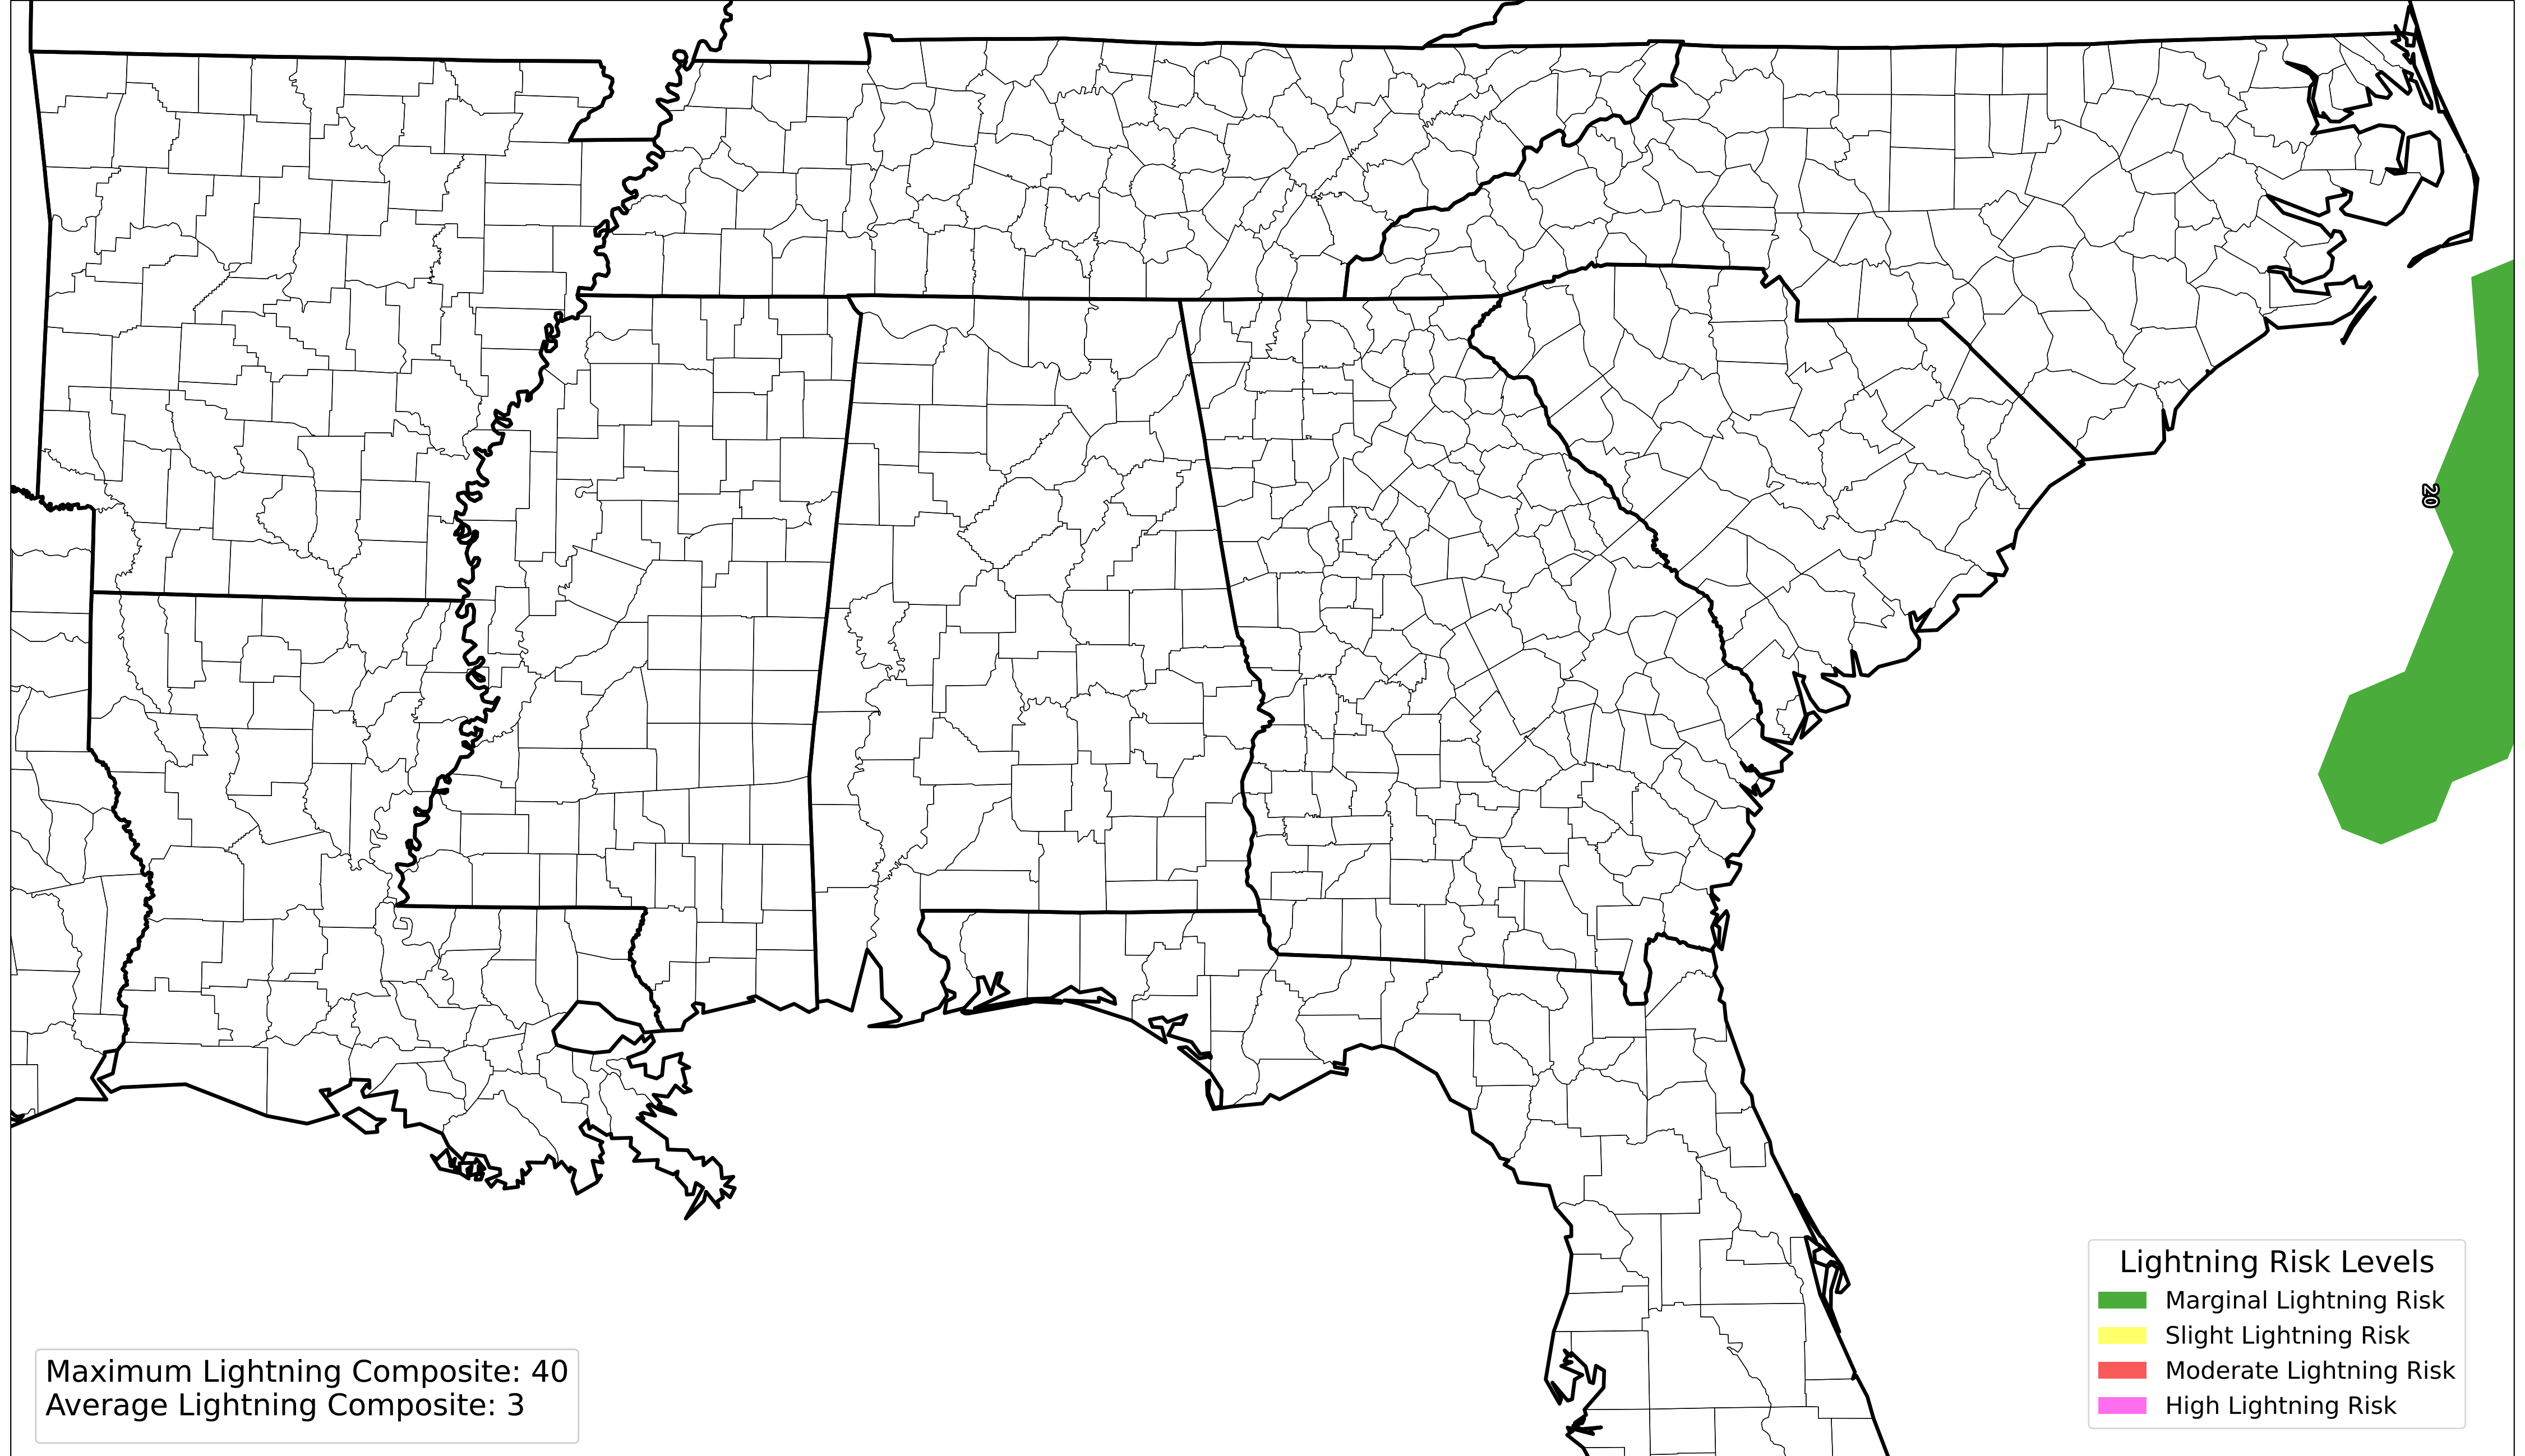 20
Lightning Risk Levels
Marginal Lightning Risk
Slight Lightning Risk
Moderate Lightning Risk
High Lightning Risk
Maximum Lightning Composite: 40
Average Lightning Composite: 3